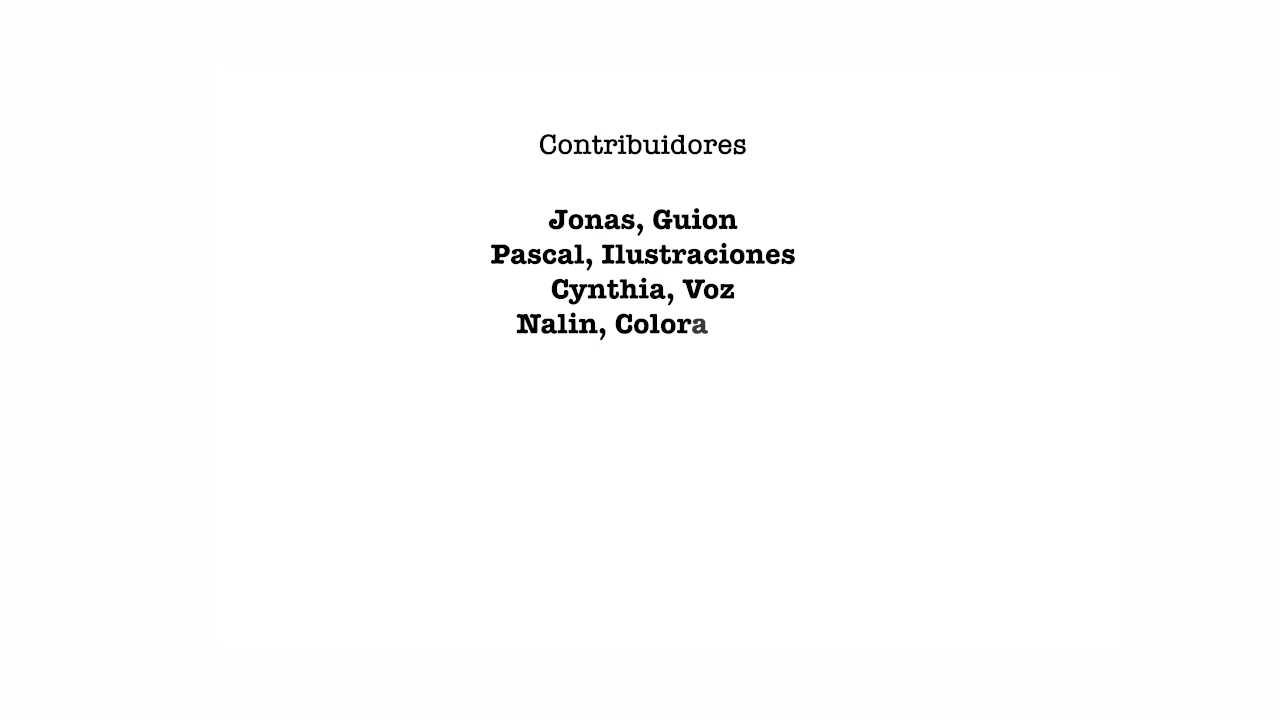 Contribuidores
Jonas, Guion
Pascal, Ilustraciones
Cynthia, Voz
Nalin, Colora